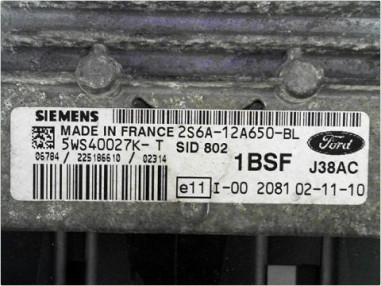 SIEMENS
MADE IN FRANCE 2S6A-12A650-BL
5WS40027K-T SID 802
Ford
06784 / 225186610 / 02314
1BSF J38AC
e11 I-00 2081 02-11-10